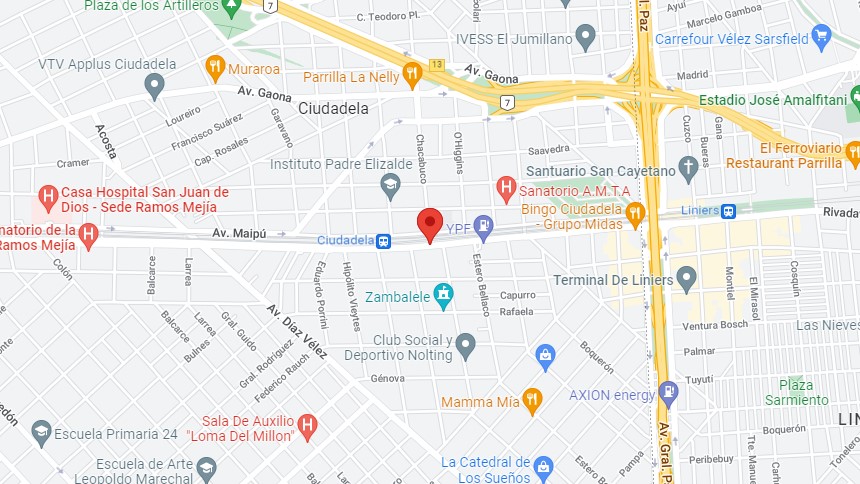 Plaza de los Artilleros
7
C. Teodoro Pl.
l. Paz
Ayuí
Marcelo Gamboa
IVESS El Jumillano
Carrefour Vélez Sarsfield
VTV Applus Ciudadela
Muraroa
Parrilla La Nelly
13
Av. Gaona
Madrid
Av. Gaona
7
Estadio José Amalfitani
Ciudadela
Loureiro
Garavano
Acosta
Francisco Suárez
Cap. Rosales
Chacabuco
O'Higgins
Cuzco
Bueras
Gana
El Ferroviario
Restaurant Parrilla
Saavedra
Cramer
Instituto Padre Elizalde
Santuario San Cayetano
Casa Hospital San Juan de
Dios - Sede Ramos Mejía
Sanatorio A.M.T.A
Bingo Ciudadela
- Grupo Midas
Liniers
Rivada
natorio de la
Ramos Mejía
Av. Maipú
Ciudadela
YPF
Colón
Balcarce
Larrea
Eduardo Porrini
Hipólito Vieytes
Estero Bellaco
Terminal De Liniers
Montiel
El Mirasol
Cosquín
Zambalele
Capurro
Rafaela
Av. Díaz Vélez
Balcarce
Larrea
Bulnes
Gral. Guido
Gral. Rodríguez
Federico Rauch
Ventura Bosch
Las Nieves
Club Social y
Deportivo Nolting
Boquerón
Palmar
Génova
Tuyutí
Mamma Mía
AXION energy
Plaza
Sarmiento
edón
Sala De Auxilio
"Loma Del Millon"
Escuela Primaria 24
Boquerón
LIN
Escuela de Arte
Leopoldo Marechal
La Catedral de
Los Sueños
Estero Be
Pampa
Av. Gral. P
Peribebuy
Tte. Manue
Tonelero